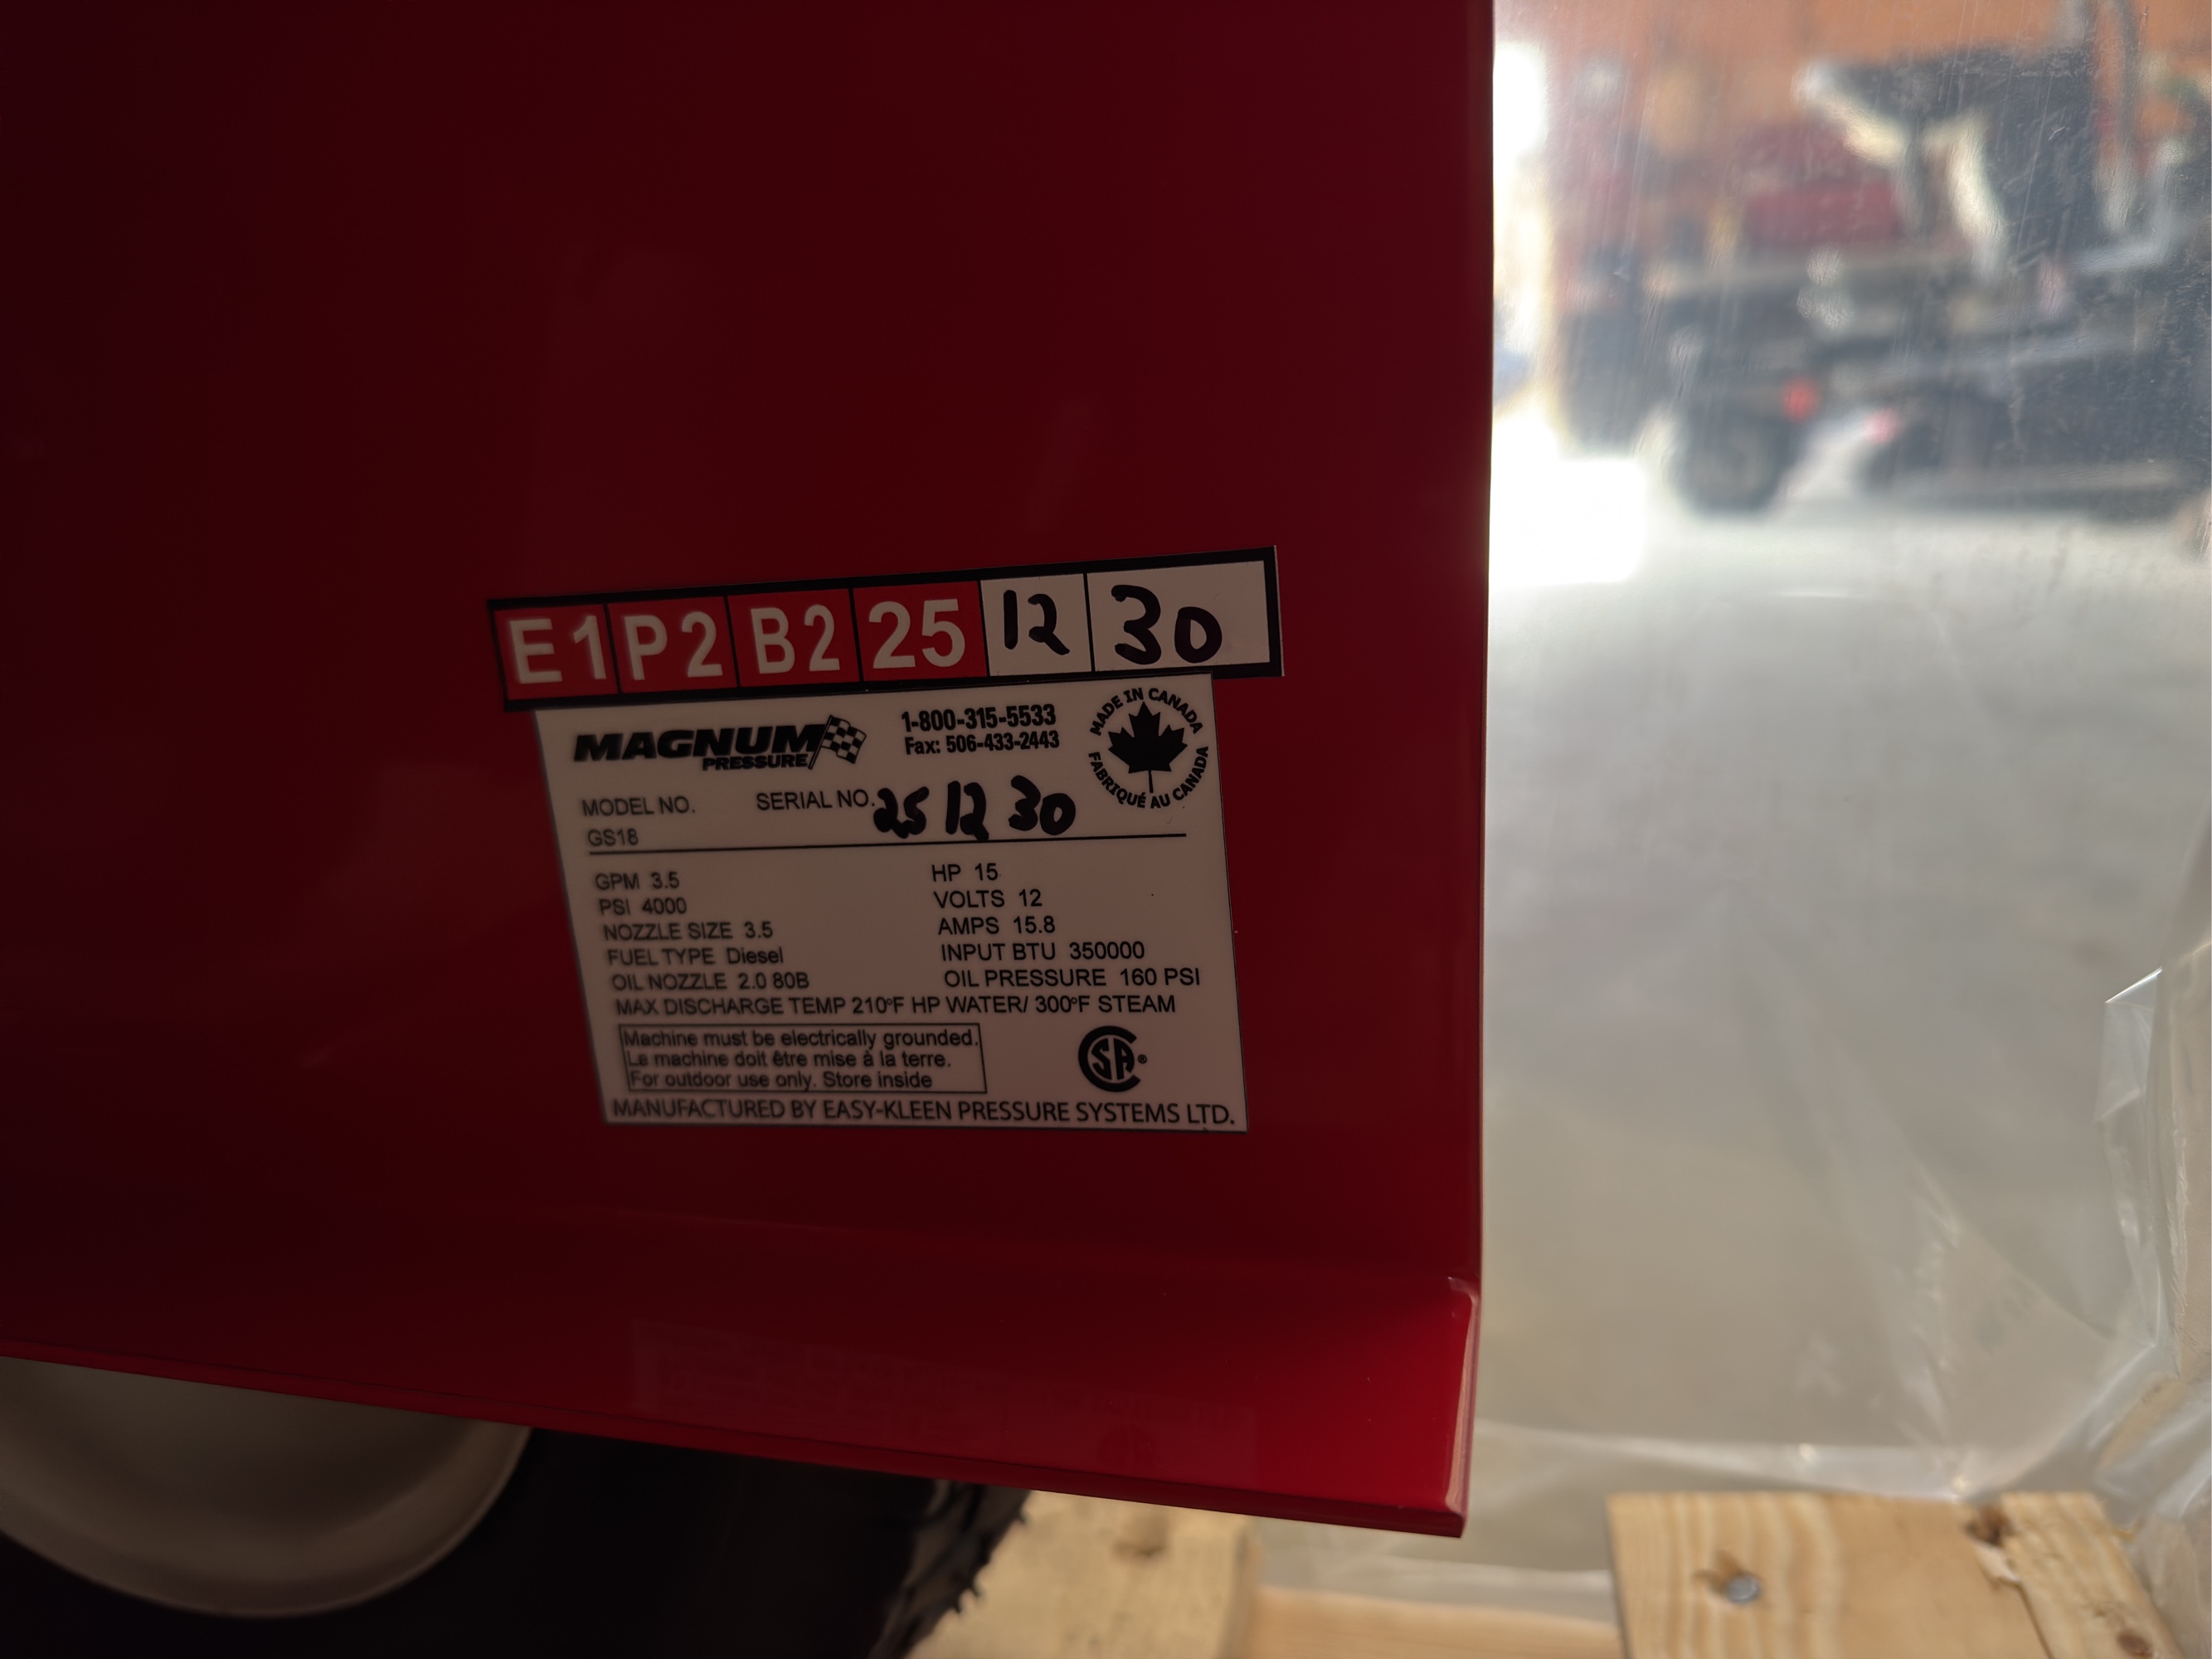 E1 P2 B2 25 12 30
MAGNUM
PRESSURE
1-800-315-5533
Fax: 506-433-2443
MADE IN CANADA
FABRIQUÉ AU CANADA
MODEL NO. SERIAL NO. 25 12 30
GS18
GPM 3.5 HP 15
PSI 4000 VOLTS 12
NOZZLE SIZE 3.5 AMPS 15.8
FUEL TYPE Diesel INPUT BTU 350000
OIL NOZZLE 2.0 80B OIL PRESSURE 160 PSI
MAX DISCHARGE TEMP 210°F HP WATER/ 300°F STEAM
Machine must be electrically grounded.
La machine doit être mise à la terre.
For outdoor use only. Store inside
CSA®
MANUFACTURED BY EASY-KLEEN PRESSURE SYSTEMS LTD.